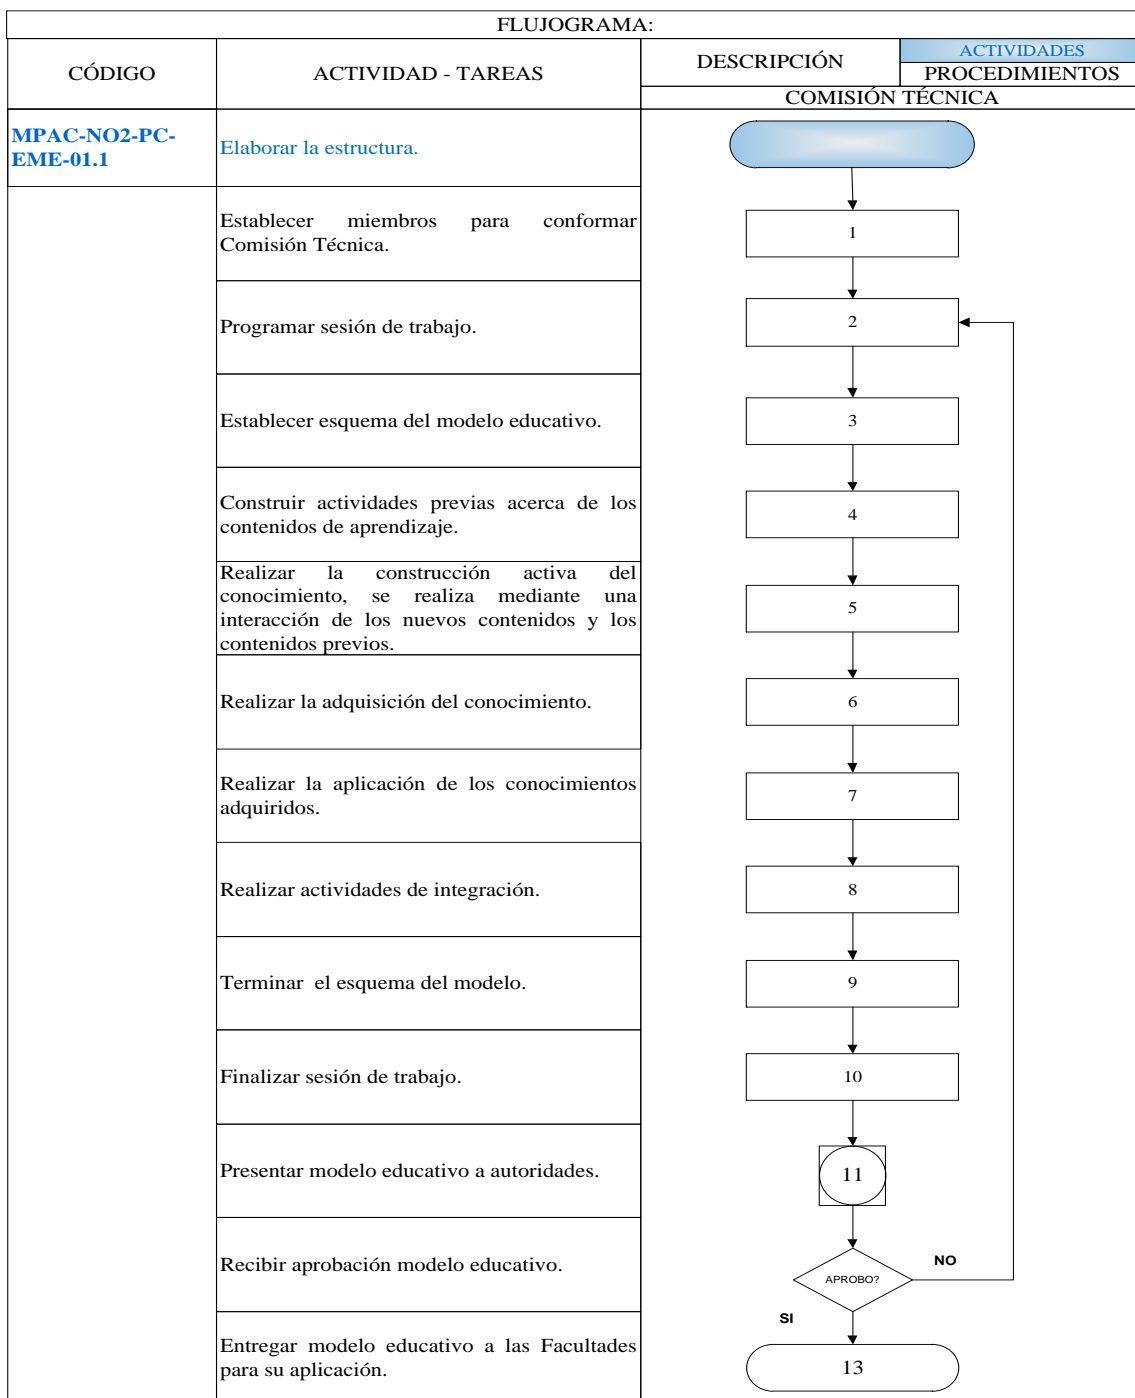 FLUJOGRAMA:
CÓDIGO
ACTIVIDAD - TAREAS
DESCRIPCIÓN
ACTIVIDADES
PROCEDIMIENTOS
COMISIÓN TÉCNICA
MPAC-NO2-PC-
EME-01.1
Elaborar la estructura.
Establecer miembros para conformar
Comisión Técnica.
1
Programar sesión de trabajo.
2
Establecer esquema del modelo educativo.
3
Construir actividades previas acerca de los
contenidos de aprendizaje.
4
Realizar la construcción activa del
conocimiento, se realiza mediante una
interacción de los nuevos contenidos y los
contenidos previos.
5
Realizar la adquisición del conocimiento.
6
Realizar la aplicación de los conocimientos
adquiridos.
7
Realizar actividades de integración.
8
Terminar el esquema del modelo.
9
Finalizar sesión de trabajo.
10
Presentar modelo educativo a autoridades.
11
Recibir aprobación modelo educativo.
APROBO?
NO
SI
Entregar modelo educativo a las Facultades
para su aplicación.
13